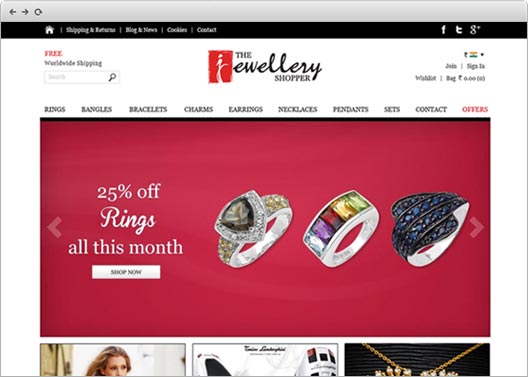 Shipping & Returns | Blog & News | Cookies | Contact
FREE
Worldwide Shipping
Search
THE
Jewellery
SHOPPER
₹
Join | Sign In
Wishlist | Bag ₹ 0.00 (0)
RINGS BANGLES BRACELETS CHARMS EARRINGS NECKLACES PENDANTS SETS CONTACT OFFERS
25% off
Rings
all this month
SHOP NOW
Tonino Lamborghini